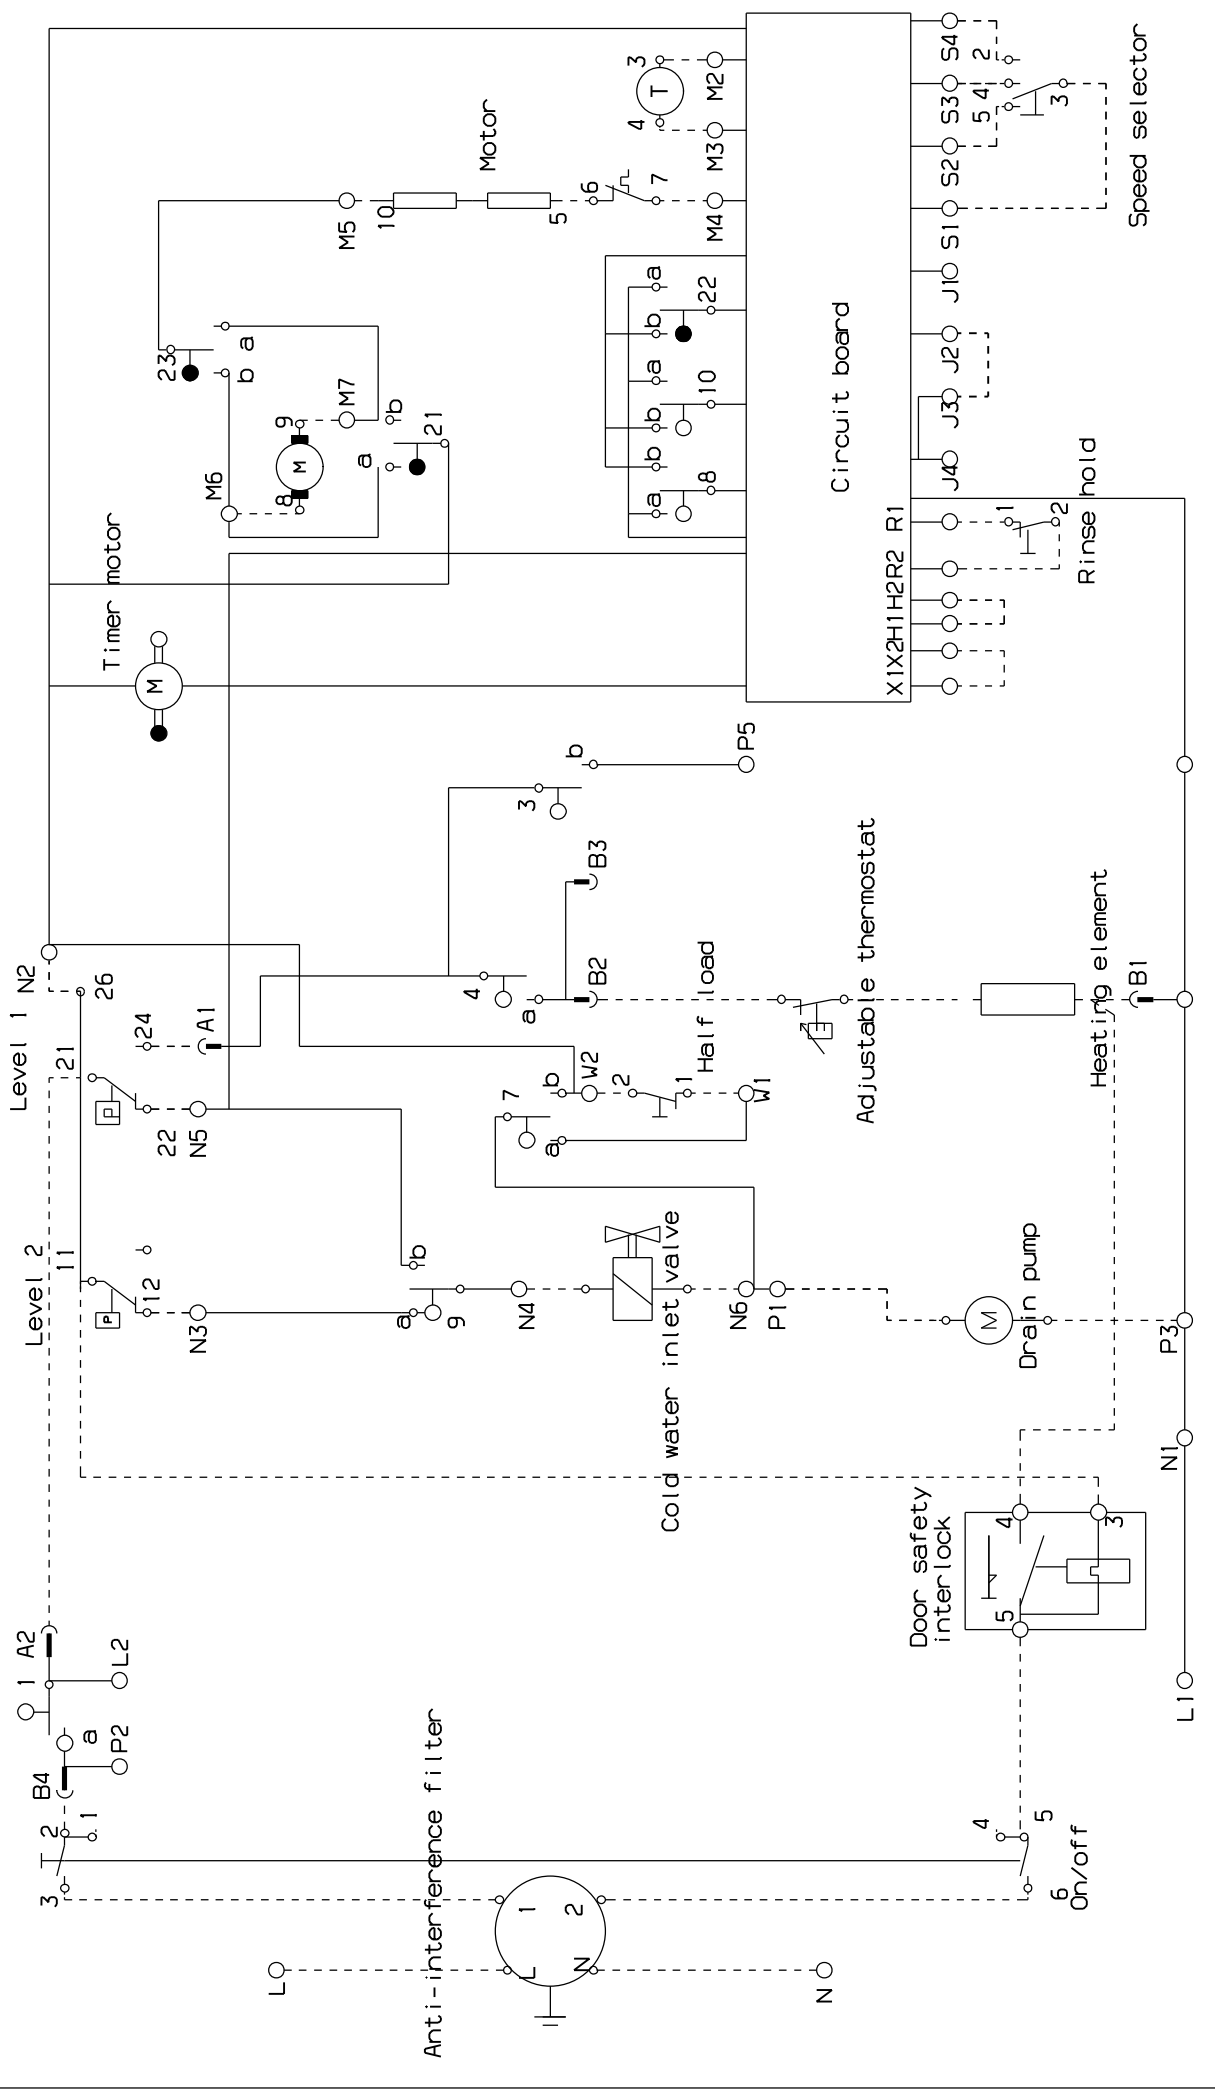 Level 2
Level 1
N2
26
11
21
24
A1
12
22
N3
N5
A2
1
L2
a
P2
B4
2
1
3
Timer motor
M
M6
8
9
M
M7
23
a
b
a
b
21
M5
10
Motor
5
6
7
M4
3
4
T
M2
M3
a
b
22
a
b
10
b
a
8
Circuit board
S4
S3
S2
S1
J1
J2
J3
J4
R1
R2
H2
H1
X2
X1
2
4
5
3
Speed selector
1
2
Rinse hold
3
b
P5
4
a
B2
B3
Half load
7
b
a
W2
2
1
W1
Adjustable thermostat
Heating element
B1
P
P
a
b
9
N4
Cold water inlet valve
N6
P1
M
Drain pump
P3
N1
L1
Door safety
interlock
4
3
5
4
5
6
On/off
Anti-interference filter
1
2
L
N
L
N